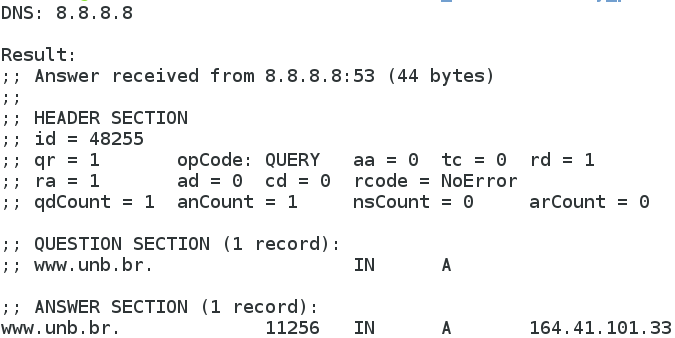 DNS: 8.8.8.8
Result:
;; Answer received from 8.8.8.8:53 (44 bytes)
;;
;; HEADER SECTION
;; id = 48255
;; qr = 1 opCode: QUERY aa = 0 tc = 0 rd = 1
;; ra = 1 ad = 0 cd = 0 rcode = NoError
;; qdCount = 1 anCount = 1 nsCount = 0 arCount = 0
;; QUESTION SECTION (1 record):
;; www.unb.br. IN A
;; ANSWER SECTION (1 record):
www.unb.br. 11256 IN A 164.41.101.33